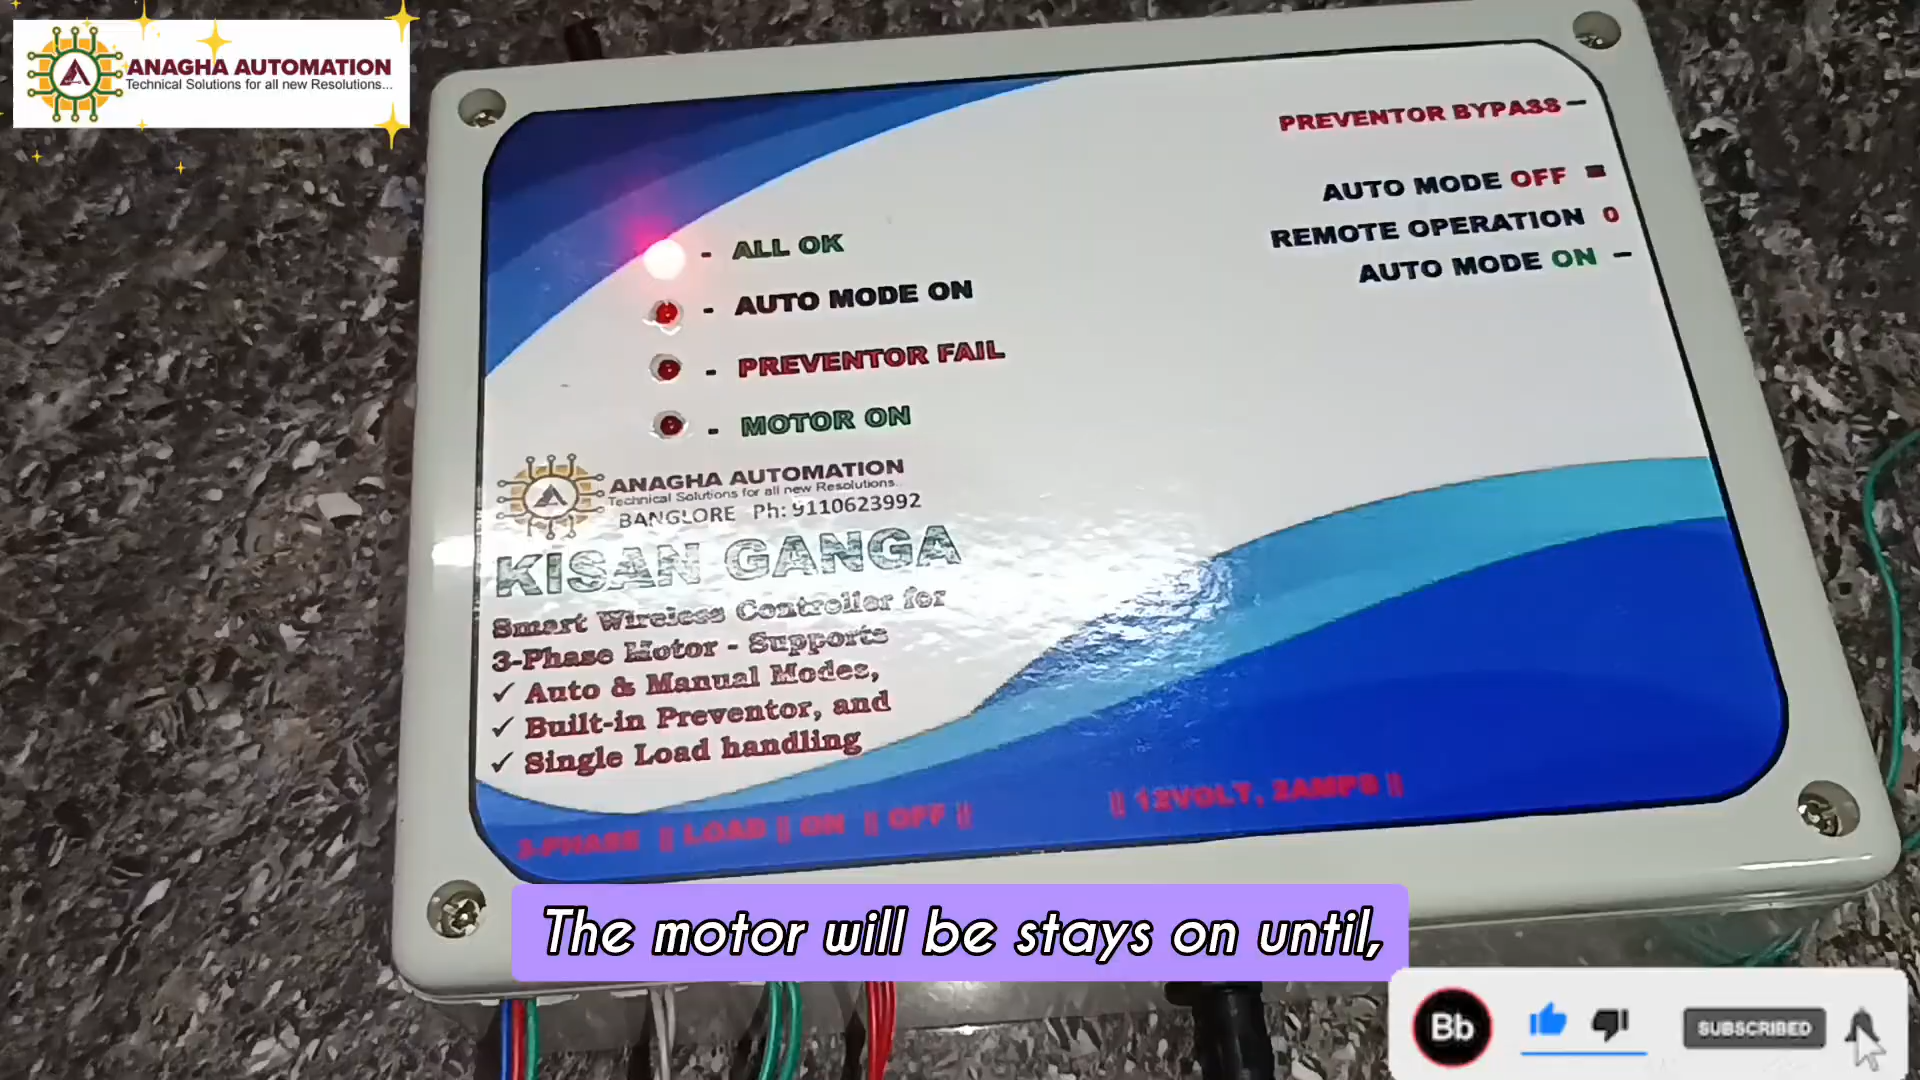 ANAGHA AUTOMATION
Technical Solutions for all new Resolutions...
PREVENTOR BYPASS –
AUTO MODE OFF =
REMOTE OPERATION 0
AUTO MODE ON –
- ALL OK
- AUTO MODE ON
- PREVENTOR FAIL
- MOTOR ON
ANAGHA AUTOMATION
Technical Solutions for all new Resolutions...
BANGLORE Ph: 9110623992
KISAN GANGA
Smart Wireless Controller for
3-Phase Motor - Supports
✓ Auto & Manual Modes,
✓ Built-in Preventor, and
✓ Single Load handling
3-PHASE || LOAD || ON || OFF ||
|| 12VOLT, 2AMPS ||
The motor will be stays on until,
Bb
SUBSCRIBED